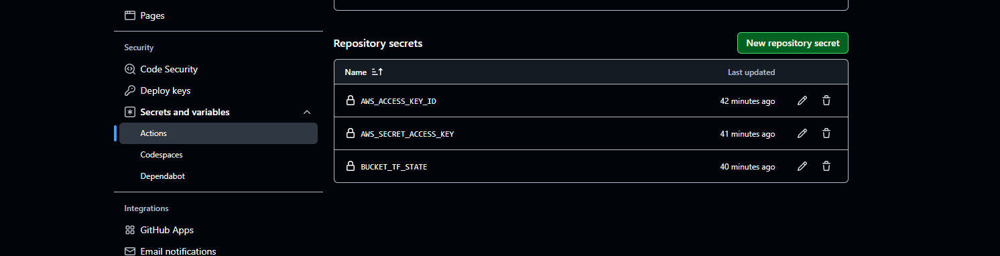 Pages
Security
Code Security
Deploy keys
Secrets and variables
Actions
Codespaces
Dependabot
Integrations
GitHub Apps
Email notifications
Repository secrets
New repository secret
Name Last updated
AWS_ACCESS_KEY_ID 42 minutes ago
AWS_SECRET_ACCESS_KEY 41 minutes ago
BUCKET_TF_STATE 40 minutes ago